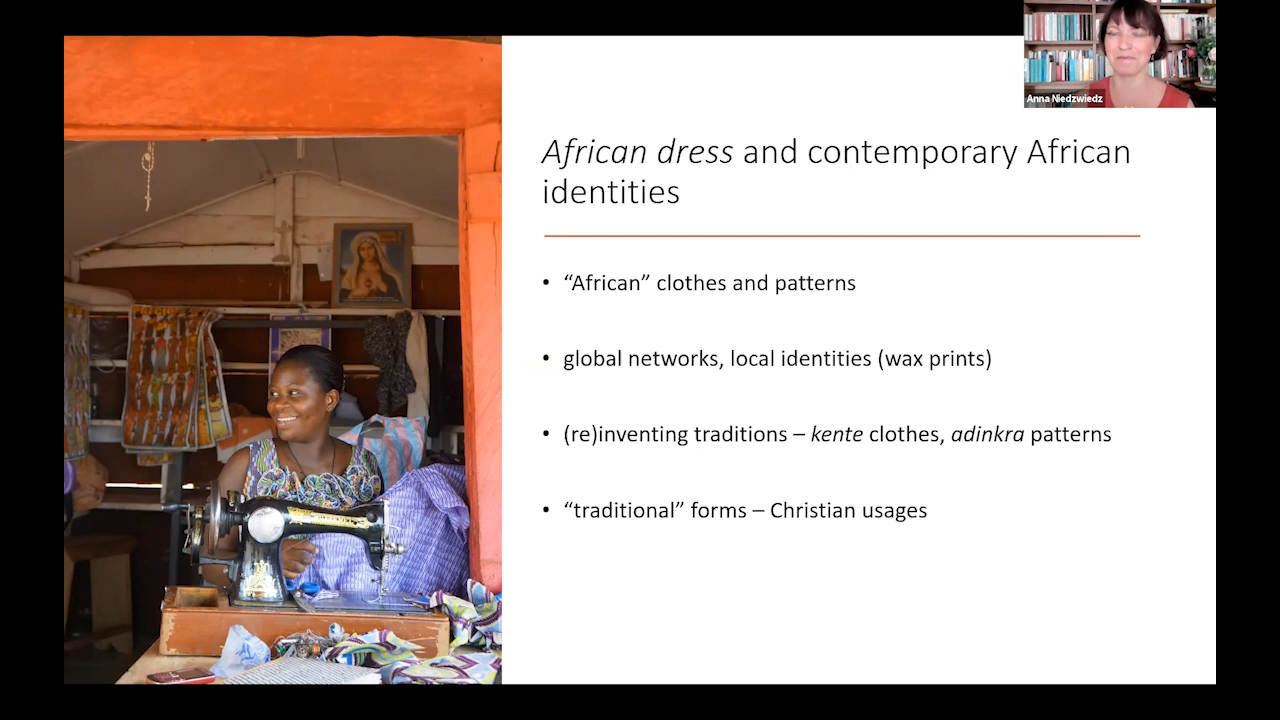 Anna Niedzwiedz
African dress and contemporary African
identities
• “African” clothes and patterns
• global networks, local identities (wax prints)
• (re)inventing traditions – kente clothes, adinkra patterns
• “traditional” forms – Christian usages